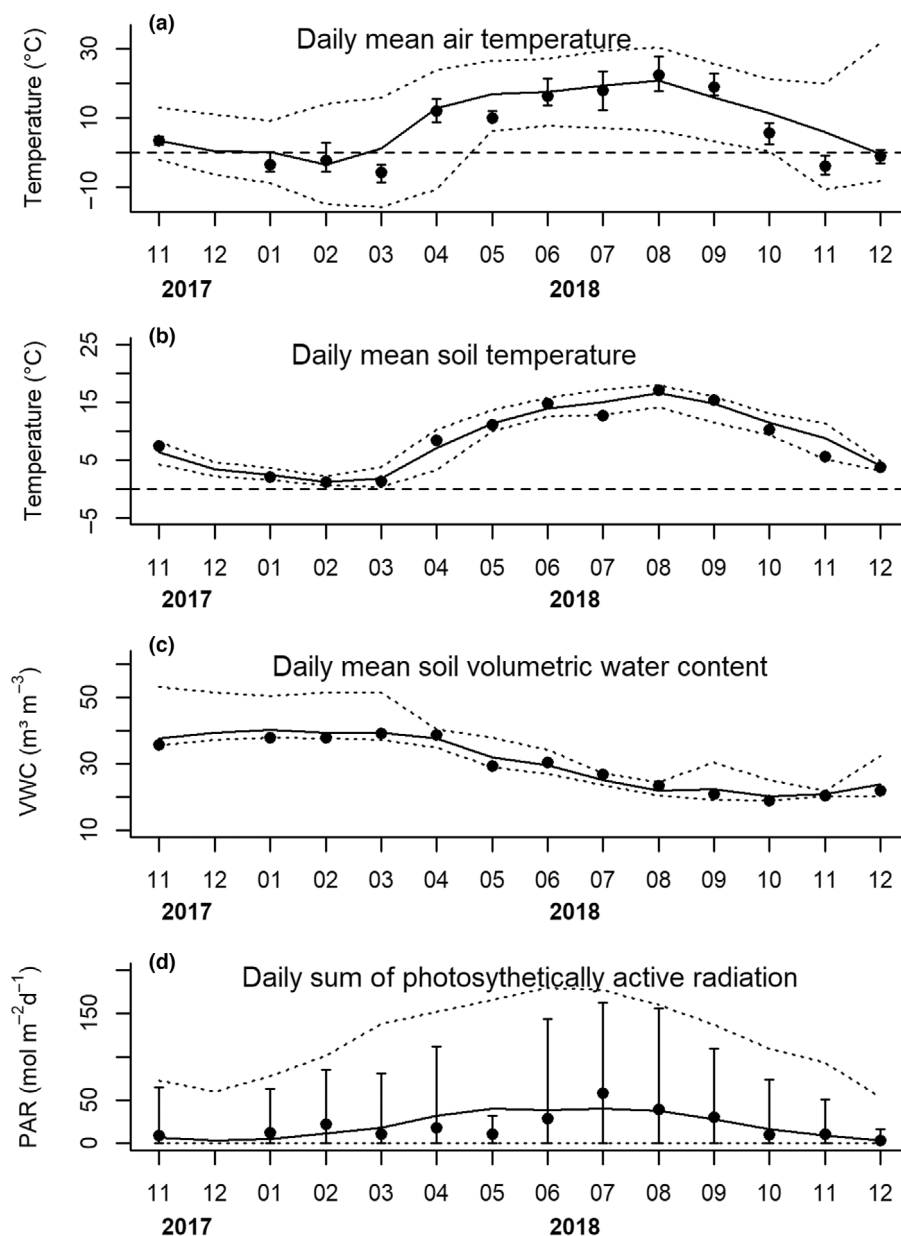 (a)
Daily mean air temperature
Temperature (°C)
30
10
−10
11 12 01 02 03 04 05 06 07 08 09 10 11 12
2017 2018
(b)
Daily mean soil temperature
Temperature (°C)
25
15
5
−5
11 12 01 02 03 04 05 06 07 08 09 10 11 12
2017 2018
(c)
Daily mean soil volumetric water content
VWC (m³ m⁻³)
50
30
10
11 12 01 02 03 04 05 06 07 08 09 10 11 12
2017 2018
(d)
Daily sum of photosythetically active radiation
PAR (mol m⁻²d⁻¹)
150
50
0
11 12 01 02 03 04 05 06 07 08 09 10 11 12
2017 2018